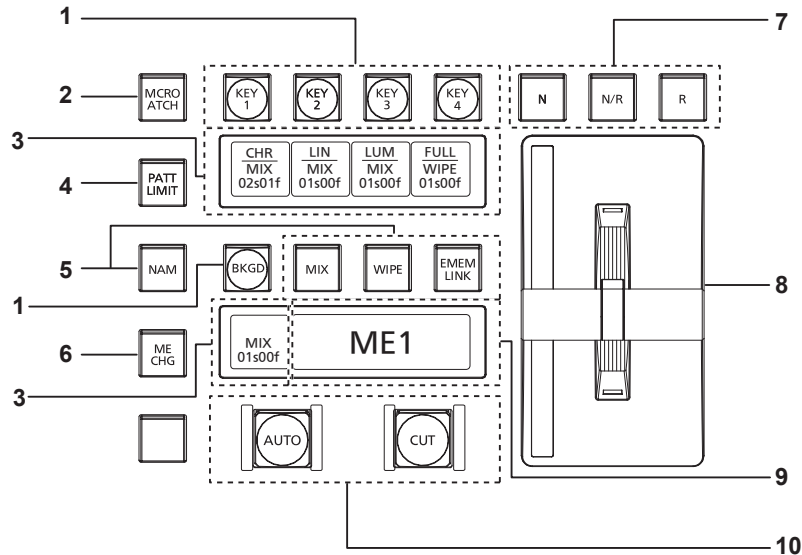 1
7
2
MCRO
ATCH
KEY
1
KEY
2
KEY
3
KEY
4
N
N/R
R
3
CHR
MIX
02s01f
LIN
MIX
01s00f
LUM
MIX
01s00f
FULL
WIPE
01s00f
4
PATT
LIMIT
5
NAM
BKGD
MIX
WIPE
EMEM
LINK
1
8
6
ME
CHG
MIX
01s00f
ME1
3
AUTO
CUT
9
10